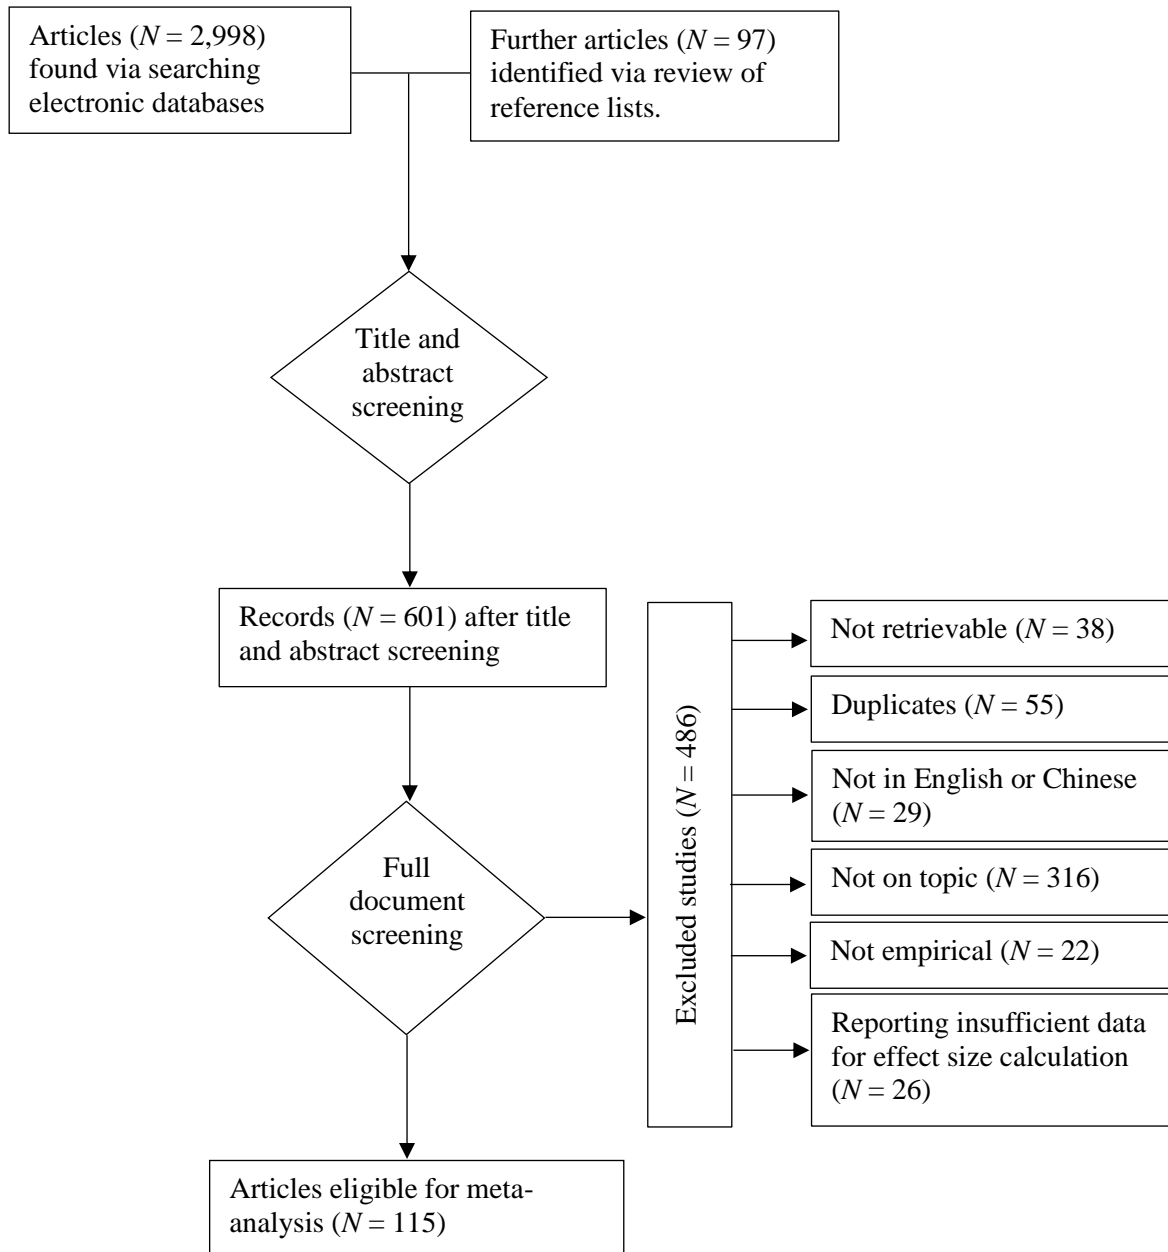 Articles (N = 2,998)
found via searching
electronic databases
Further articles (N = 97)
identified via review of
reference lists.
Title and
abstract
screening
Records (N = 601) after title
and abstract screening
Full
document
screening
Excluded studies (N = 486)
Not retrievable (N = 38)
Duplicates (N = 55)
Not in English or Chinese
(N = 29)
Not on topic (N = 316)
Not empirical (N = 22)
Reporting insufficient data
for effect size calculation
(N = 26)
Articles eligible for meta-
analysis (N = 115)